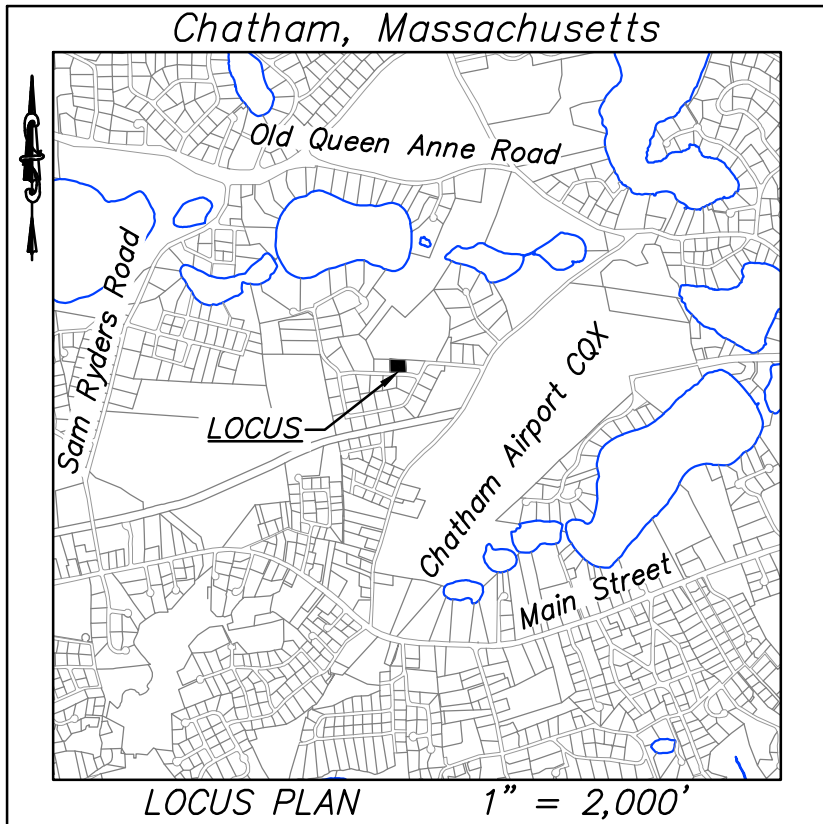 Chatham, Massachusetts
Old Queen Anne Road
Sam Ryders Road
LOCUS
Chatham Airport CQX
Main Street
LOCUS PLAN 1" = 2,000'